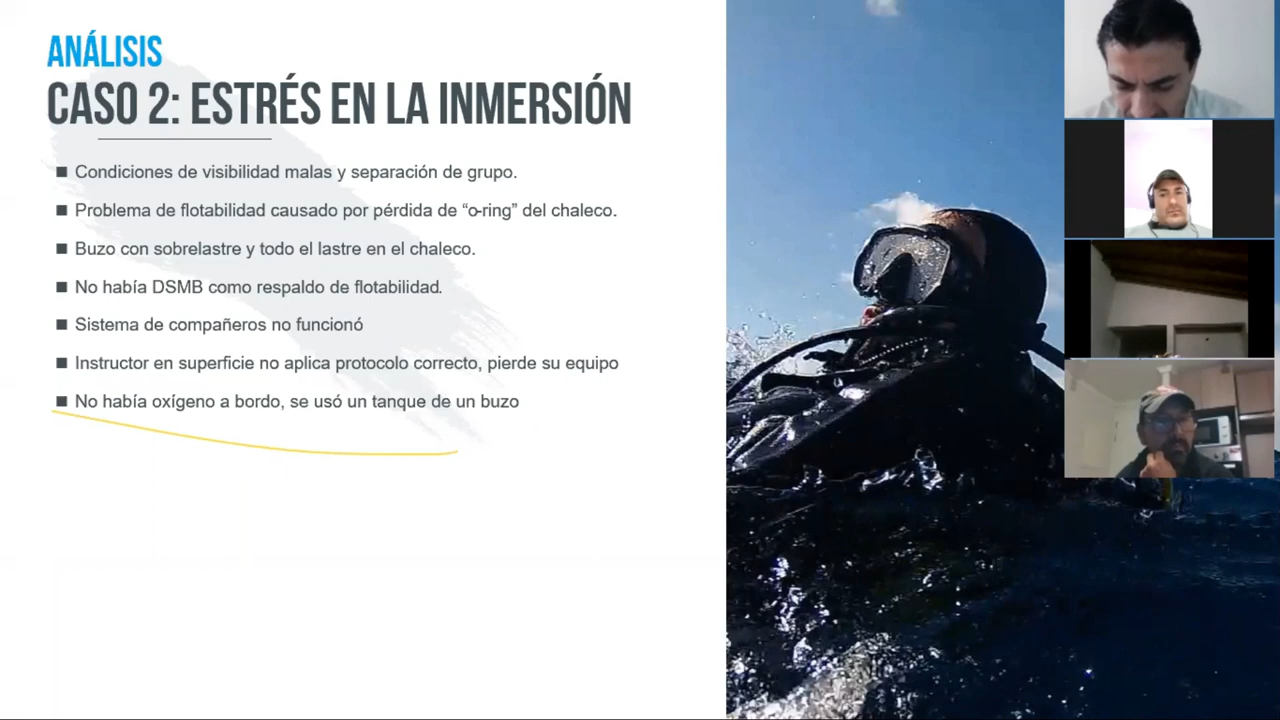 ANÁLISIS
CASO 2: ESTRÉS EN LA INMERSIÓN
Condiciones de visibilidad malas y separación de grupo.
Problema de flotabilidad causado por pérdida de “o-ring” del chaleco.
Buzo con sobrelastre y todo el lastre en el chaleco.
No había DSMB como respaldo de flotabilidad.
Sistema de compañeros no funcionó
Instructor en superficie no aplica protocolo correcto, pierde su equipo
No había oxígeno a bordo, se usó un tanque de un buzo